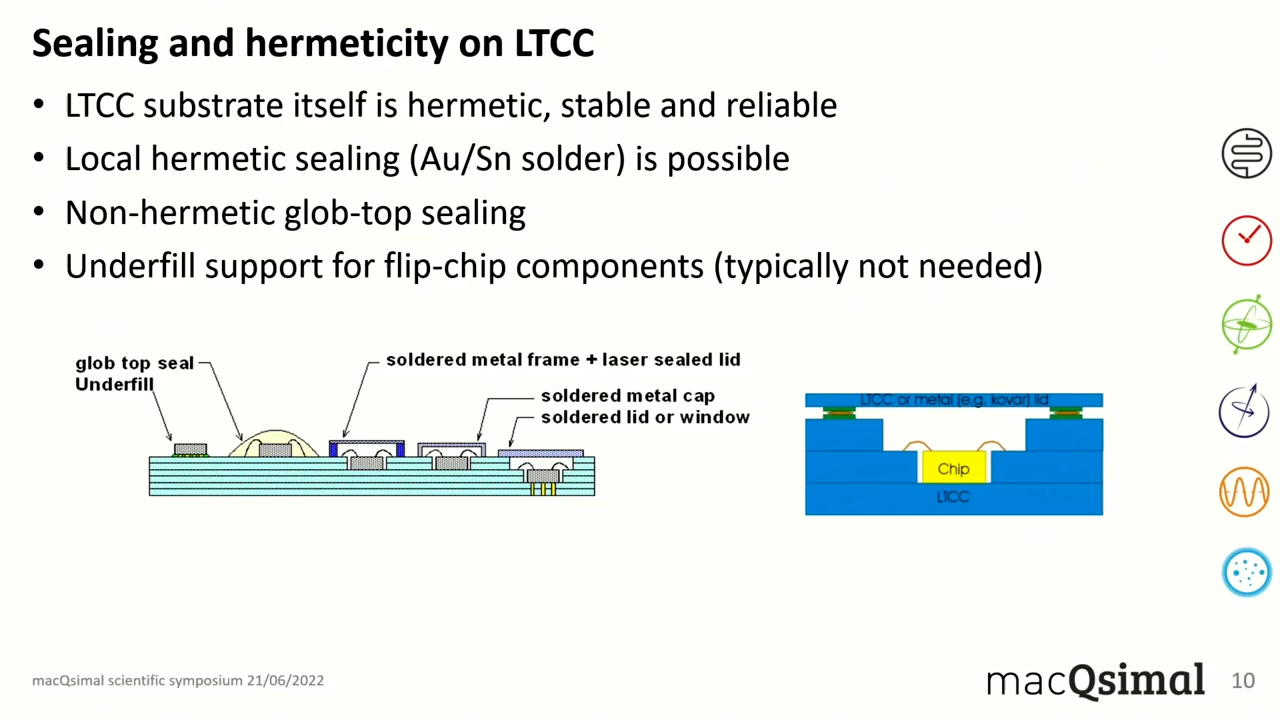 Sealing and hermeticity on LTCC
• LTCC substrate itself is hermetic, stable and reliable
• Local hermetic sealing (Au/Sn solder) is possible
• Non-hermetic glob-top sealing
• Underfill support for flip-chip components (typically not needed)
glob top seal
Underfill
soldered metal frame + laser sealed lid
soldered metal cap
soldered lid or window
LTCC or metal (e.g. kovar) lid
Chip
LTCC
macQsimal scientific symposium 21/06/2022
macQsimal
10